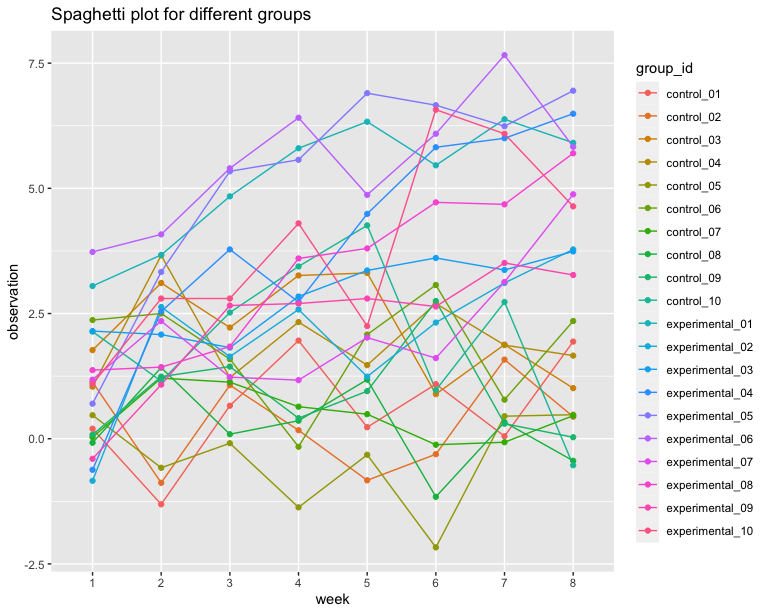 Spaghetti plot for different groups
7.5
5.0
2.5
0.0
-2.5
observation
1 2 3 4 5 6 7 8
week
group_id
control_01
control_02
control_03
control_04
control_05
control_06
control_07
control_08
control_09
control_10
experimental_01
experimental_02
experimental_03
experimental_04
experimental_05
experimental_06
experimental_07
experimental_08
experimental_09
experimental_10